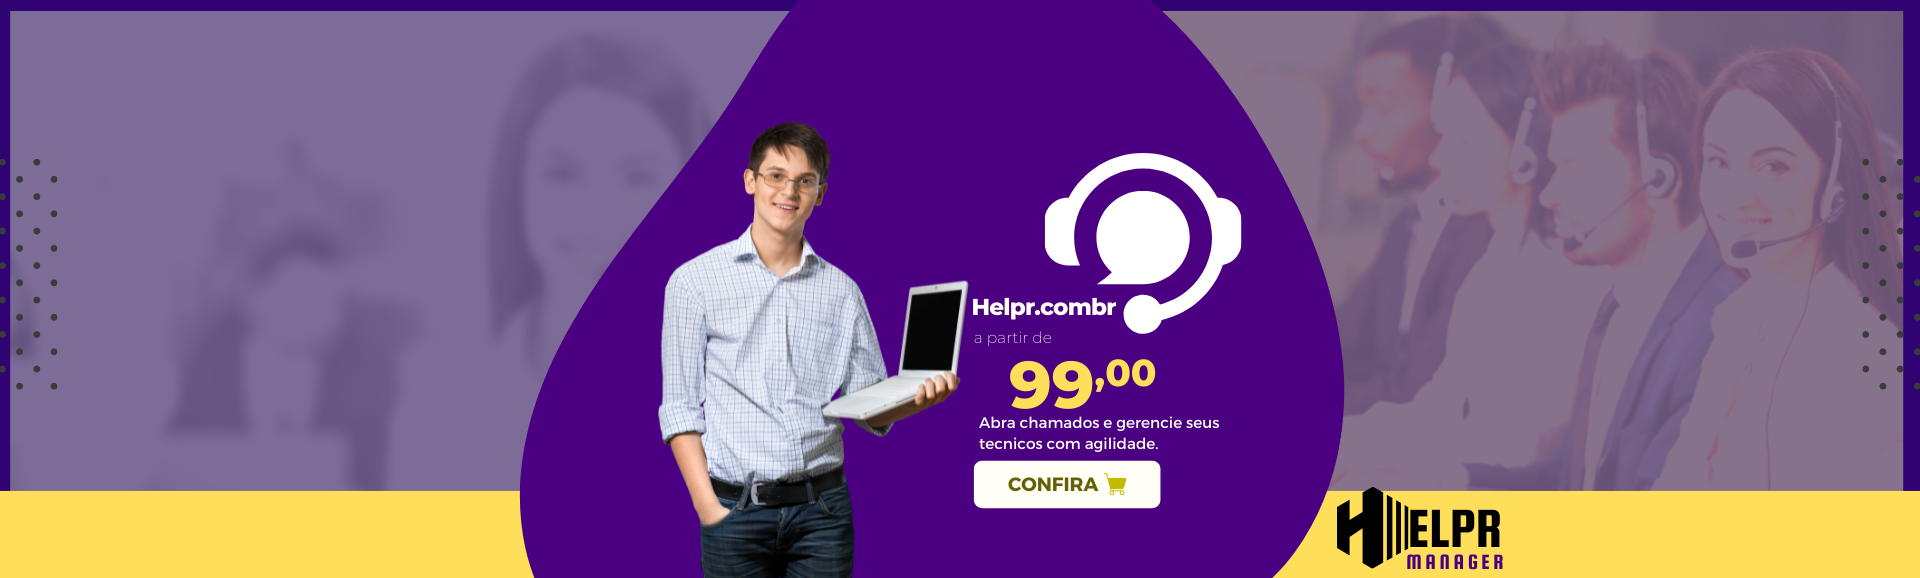 Helpr.combr
a partir de
99,00
Abra chamados e gerencie seus
tecnicos com agilidade.
CONFIRA
HELPR
MANAGER